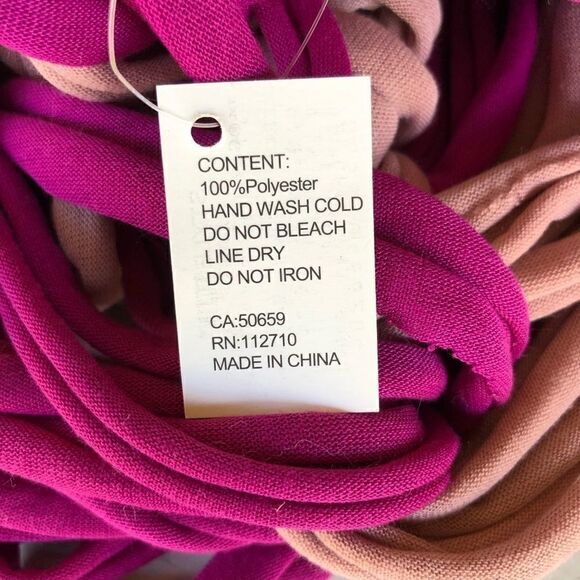 CONTENT:
100%Polyester
HAND WASH COLD
DO NOT BLEACH
LINE DRY
DO NOT IRON
CA:50659
RN:112710
MADE IN CHINA